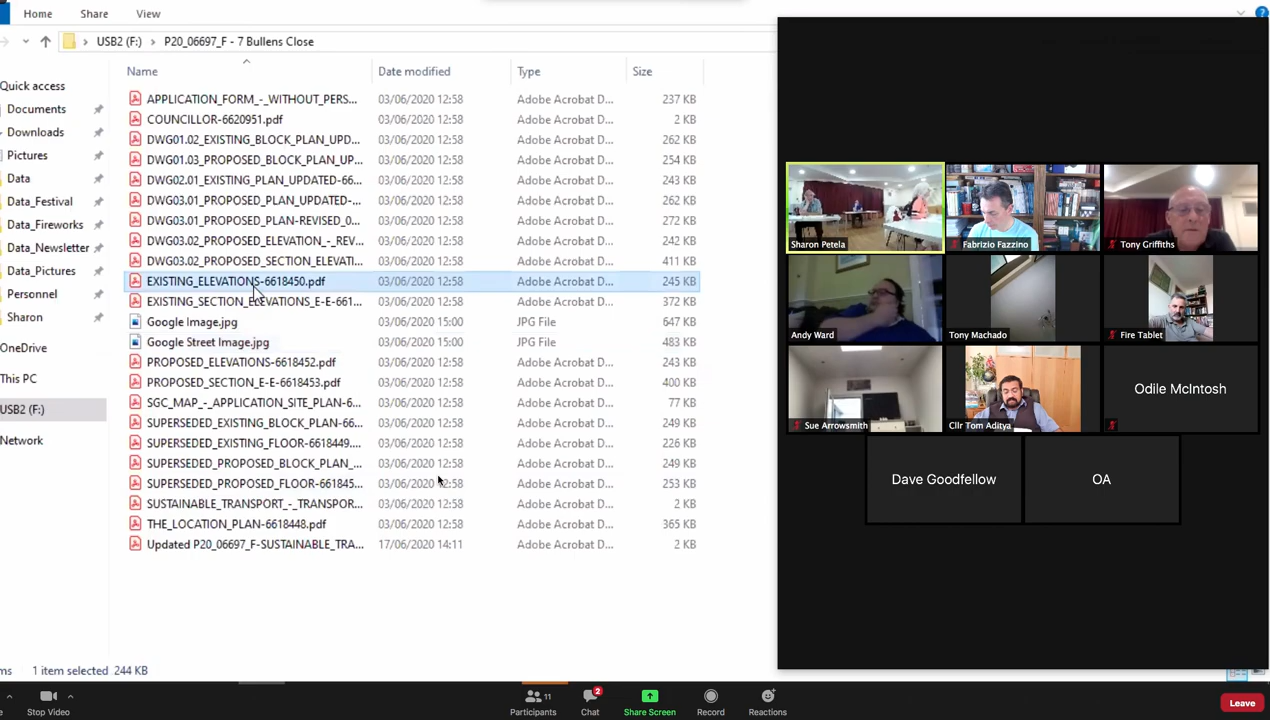 Home Share View
USB2 (F:) P20_06697_F - 7 Bullens Close
Name Date modified Type Size
Quick access
Documents
Downloads
Pictures
Data
Data_Festival
Data_Fireworks
Data_Newsletter
Data_Pictures
Personnel
Sharon
OneDrive
This PC
USB2 (F:)
Network
APPLICATION_FORM_-_WITHOUT_PERS... 03/06/2020 12:58 Adobe Acrobat D... 237 KB
COUNCILLOR-6620951.pdf 03/06/2020 12:58 Adobe Acrobat D... 2 KB
DWG01.02_EXISTING_BLOCK_PLAN_UPD... 03/06/2020 12:58 Adobe Acrobat D... 262 KB
DWG01.03_PROPOSED_BLOCK_PLAN_UP... 03/06/2020 12:58 Adobe Acrobat D... 254 KB
DWG02.01_EXISTING_PLAN_UPDATED-66... 03/06/2020 12:58 Adobe Acrobat D... 243 KB
DWG03.01_PROPOSED_PLAN_UPDATED-... 03/06/2020 12:58 Adobe Acrobat D... 262 KB
DWG03.01_PROPOSED_PLAN-REVISED_0... 03/06/2020 12:58 Adobe Acrobat D... 272 KB
DWG03.02_PROPOSED_ELEVATION_-_REV... 03/06/2020 12:58 Adobe Acrobat D... 242 KB
DWG03.02_PROPOSED_SECTION_ELEVATI... 03/06/2020 12:58 Adobe Acrobat D... 411 KB
EXISTING_ELEVATIONS-6618450.pdf 03/06/2020 12:58 Adobe Acrobat D... 245 KB
EXISTING_SECTION_ELEVATIONS_E-E-661... 03/06/2020 12:58 Adobe Acrobat D... 372 KB
Google Image.jpg 03/06/2020 15:00 JPG File 647 KB
Google Street Image.jpg 03/06/2020 15:00 JPG File 483 KB
PROPOSED_ELEVATIONS-6618452.pdf 03/06/2020 12:58 Adobe Acrobat D... 243 KB
PROPOSED_SECTION_E-E-6618453.pdf 03/06/2020 12:58 Adobe Acrobat D... 400 KB
SGC_MAP_-_APPLICATION_SITE_PLAN-6... 03/06/2020 12:58 Adobe Acrobat D... 77 KB
SUPERSEDED_EXISTING_BLOCK_PLAN-66... 03/06/2020 12:58 Adobe Acrobat D... 249 KB
SUPERSEDED_EXISTING_FLOOR-6618449.... 03/06/2020 12:58 Adobe Acrobat D... 226 KB
SUPERSEDED_PROPOSED_BLOCK_PLAN_... 03/06/2020 12:58 Adobe Acrobat D... 249 KB
SUPERSEDED_PROPOSED_FLOOR-661845... 03/06/2020 12:58 Adobe Acrobat D... 253 KB
SUSTAINABLE_TRANSPORT_-_TRANSPOR... 03/06/2020 12:58 Adobe Acrobat D... 2 KB
THE_LOCATION_PLAN-6618448.pdf 03/06/2020 12:58 Adobe Acrobat D... 365 KB
Updated P20_06697_F-SUSTAINABLE_TRA... 17/06/2020 14:11 Adobe Acrobat D... 2 KB
Sharon Petela Fabrizio Fazzino Tony Griffiths
Andy Ward Tony Machado Fire Tablet
Sue Arrowsmith Cllr Tom Aditya Odile McIntosh
Dave Goodfellow OA
1 item selected 244 KB
11 2
Stop Video Participants Chat Share Screen Record Reactions Leave